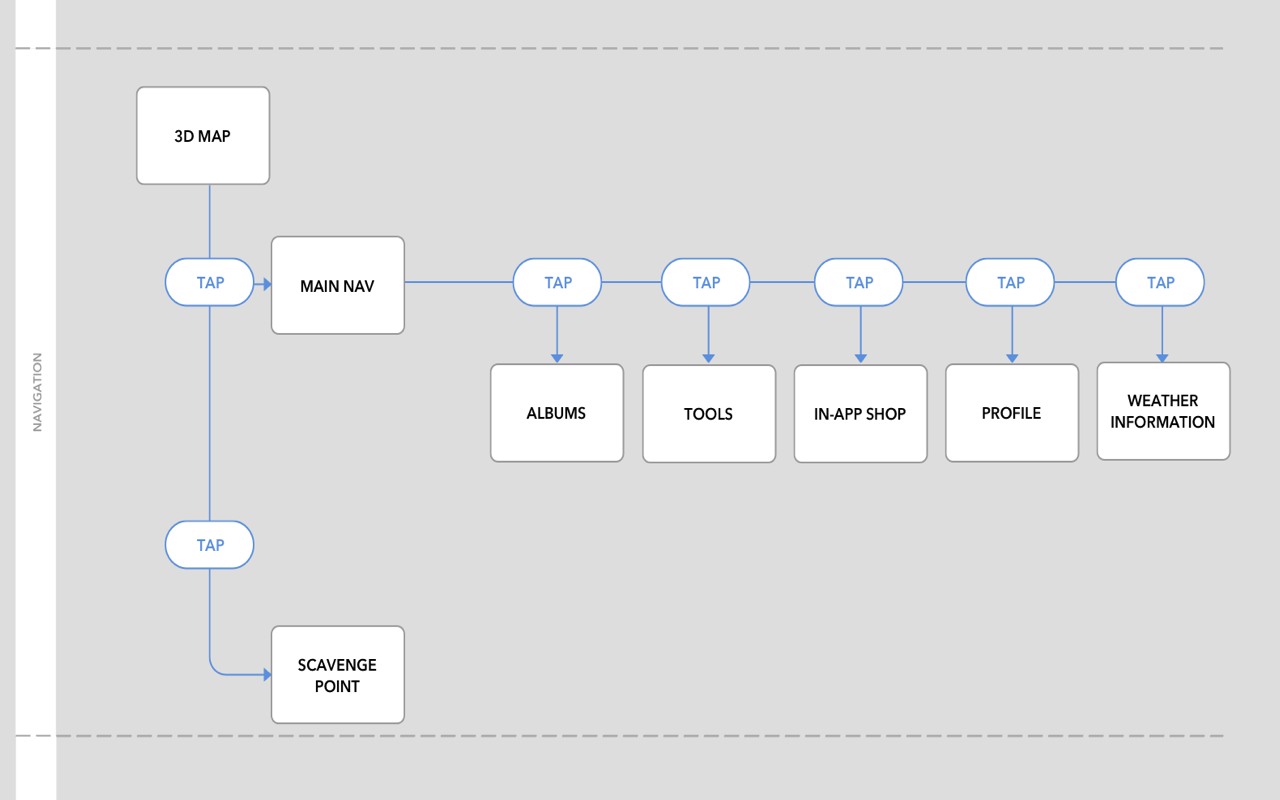 3D MAP
TAP
MAIN NAV
TAP
TAP
TAP
TAP
TAP
ALBUMS
TOOLS
IN-APP SHOP
PROFILE
WEATHER
INFORMATION
NAVIGATION
TAP
SCAVENGE
POINT